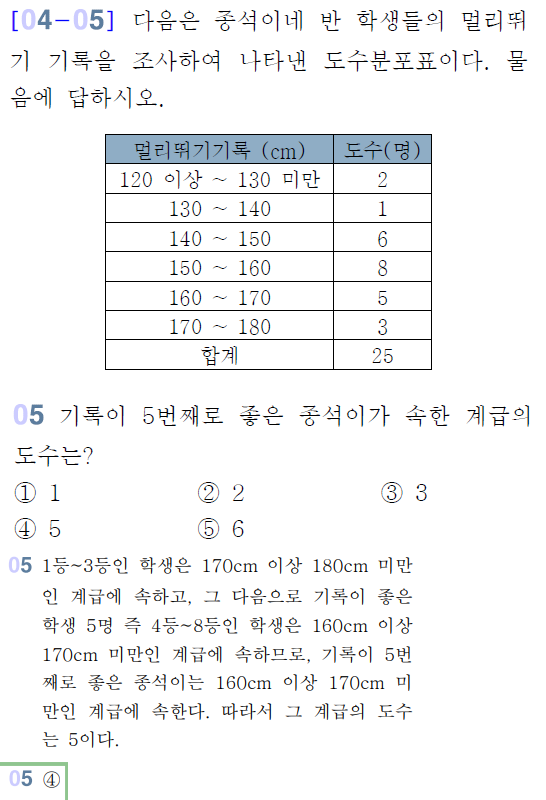 [04-05] 다음은 종석이네 반 학생들의 멀리뛰
기 기록을 조사하여 나타낸 도수분포표이다. 물
음에 답하시오.
멀리뛰기기록 (cm) 도수(명)
120 이상 ~ 130 미만 2
130 ~ 140 1
140 ~ 150 6
150 ~ 160 8
160 ~ 170 5
170 ~ 180 3
합계 25
05 기록이 5번째로 좋은 종석이가 속한 계급의
도수는?
① 1 ② 2 ③ 3
④ 5 ⑤ 6
05 1등~3등인 학생은 170cm 이상 180cm 미만
인 계급에 속하고, 그 다음으로 기록이 좋은
학생 5명 즉 4등~8등인 학생은 160cm 이상
170cm 미만인 계급에 속하므로, 기록이 5번
째로 좋은 종석이는 160cm 이상 170cm 미
만인 계급에 속한다. 따라서 그 계급의 도수
는 5이다.
05 ④